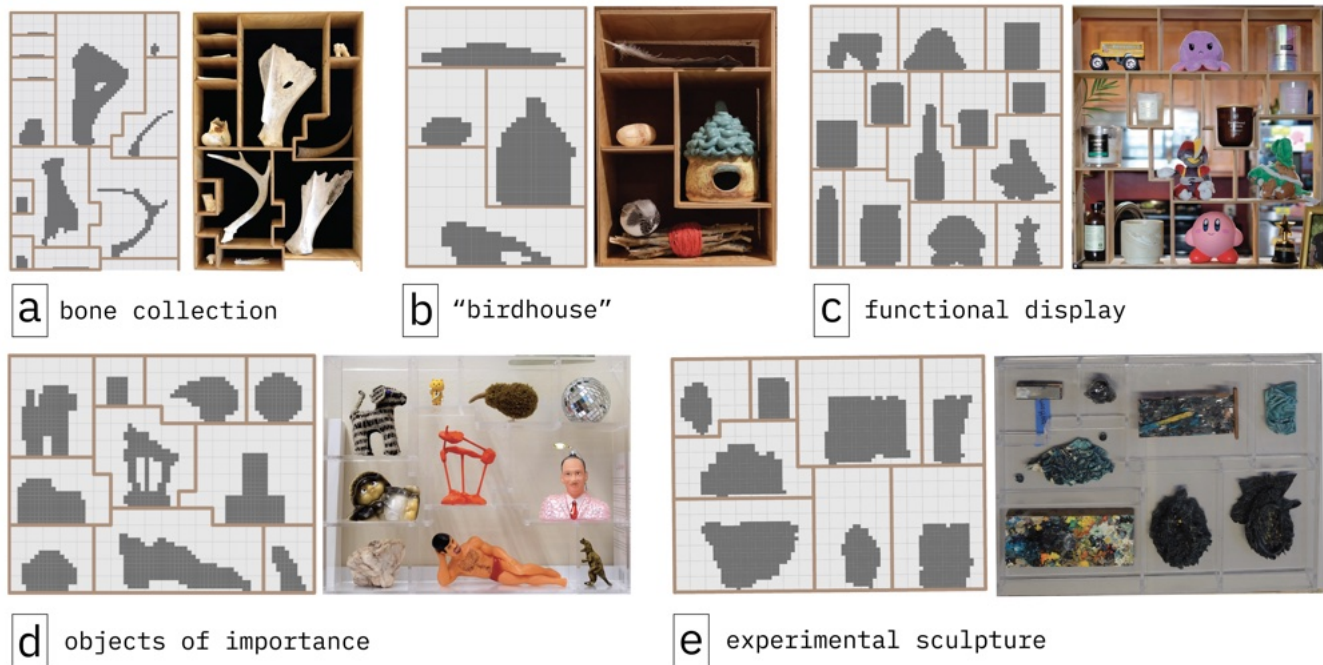 a bone collection
b "birdhouse"
c functional display
d objects of importance
e experimental sculpture